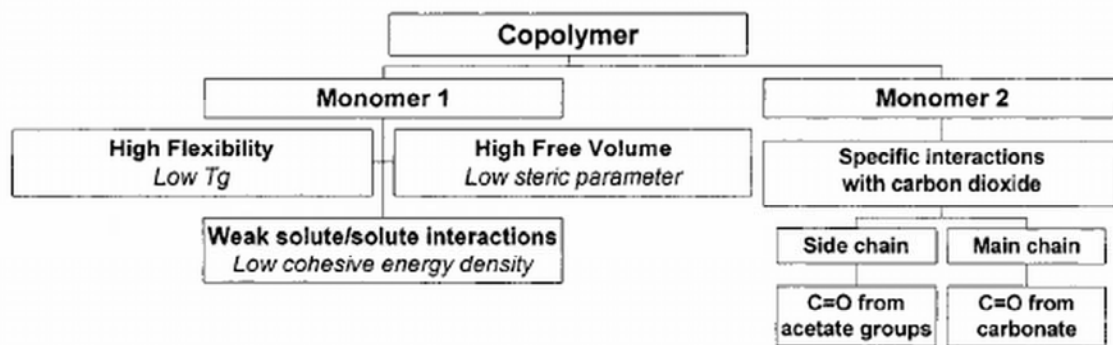 Copolymer
Monomer 1
High Flexibility
Low Tg
High Free Volume
Low steric parameter
Weak solute/solute interactions
Low cohesive energy density
Monomer 2
Specific interactions
with carbon dioxide
Side chain
C=O from
acetate groups
Main chain
C=O from
carbonate